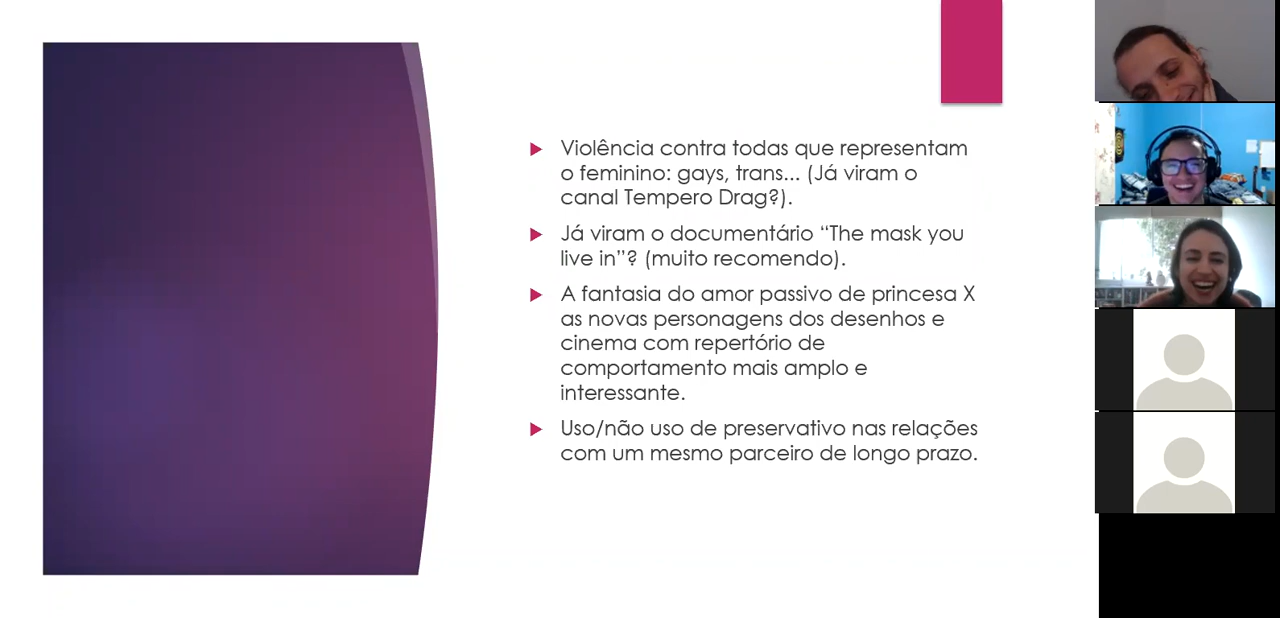 Violência contra todas que representam
o feminino: gays, trans... (Já viram o
canal Tempero Drag?).
Já viram o documentário “The mask you
live in”? (muito recomendo).
A fantasia do amor passivo de princesa X
as novas personagens dos desenhos e
cinema com repertório de
comportamento mais amplo e
interessante.
Uso/não uso de preservativo nas relações
com um mesmo parceiro de longo prazo.